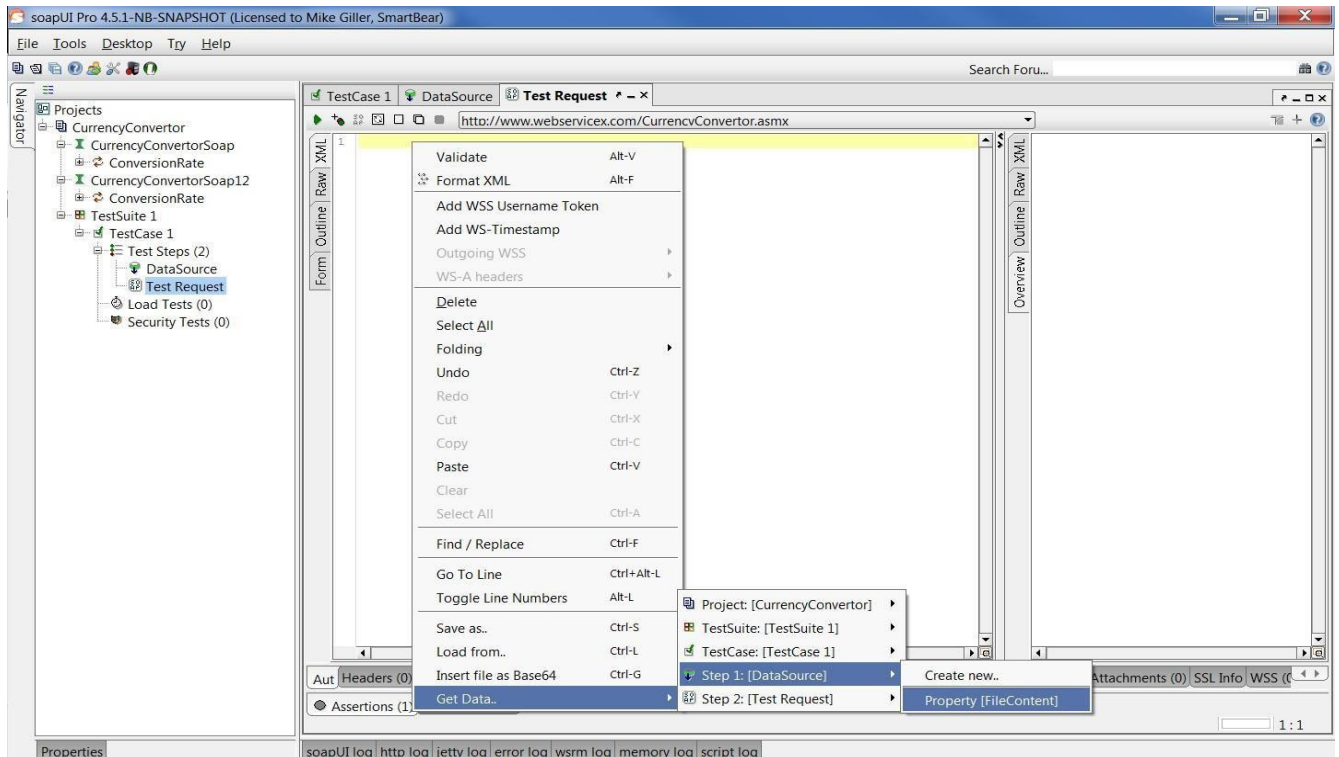 soapUI Pro 4.5.1-NB-SNAPSHOT (Licensed to Mike Giller, SmartBear)
File Tools Desktop Try Help
Search Foru...
Navigator
Projects
CurrencyConvertor
CurrencyConvertorSoap
ConversionRate
CurrencyConvertorSoap12
ConversionRate
TestSuite 1
TestCase 1
Test Steps (2)
DataSource
Test Request
Load Tests (0)
Security Tests (0)
TestCase 1 DataSource Test Request
http://www.webservicex.com/CurrencyConvertor.asmx
XML
Raw
Outline
Form
1
Validate Alt-V
Format XML Alt-F
Add WSS Username Token
Add WS-Timestamp
Outgoing WSS
WS-A headers
Delete
Select All
Folding
Undo Ctrl-Z
Redo Ctrl-Y
Cut Ctrl-X
Copy Ctrl-C
Paste Ctrl-V
Clear
Select All Ctrl-A
Find / Replace Ctrl-F
Go To Line Ctrl+Alt-L
Toggle Line Numbers Alt-L
Save as.. Ctrl-S
Load from.. Ctrl-L
Insert file as Base64 Ctrl-G
Get Data..
Project: [CurrencyConvertor]
TestSuite: [TestSuite 1]
TestCase: [TestCase 1]
Step 1: [DataSource]
Step 2: [Test Request]
Create new..
Property [FileContent]
XML
Raw
Outline
Overview
Aut Headers (0) Attachments (0) SSL Info WSS (
Assertions (1)
1:1
Properties
soapUI log http log jetty log error log wsrm log memory log script log